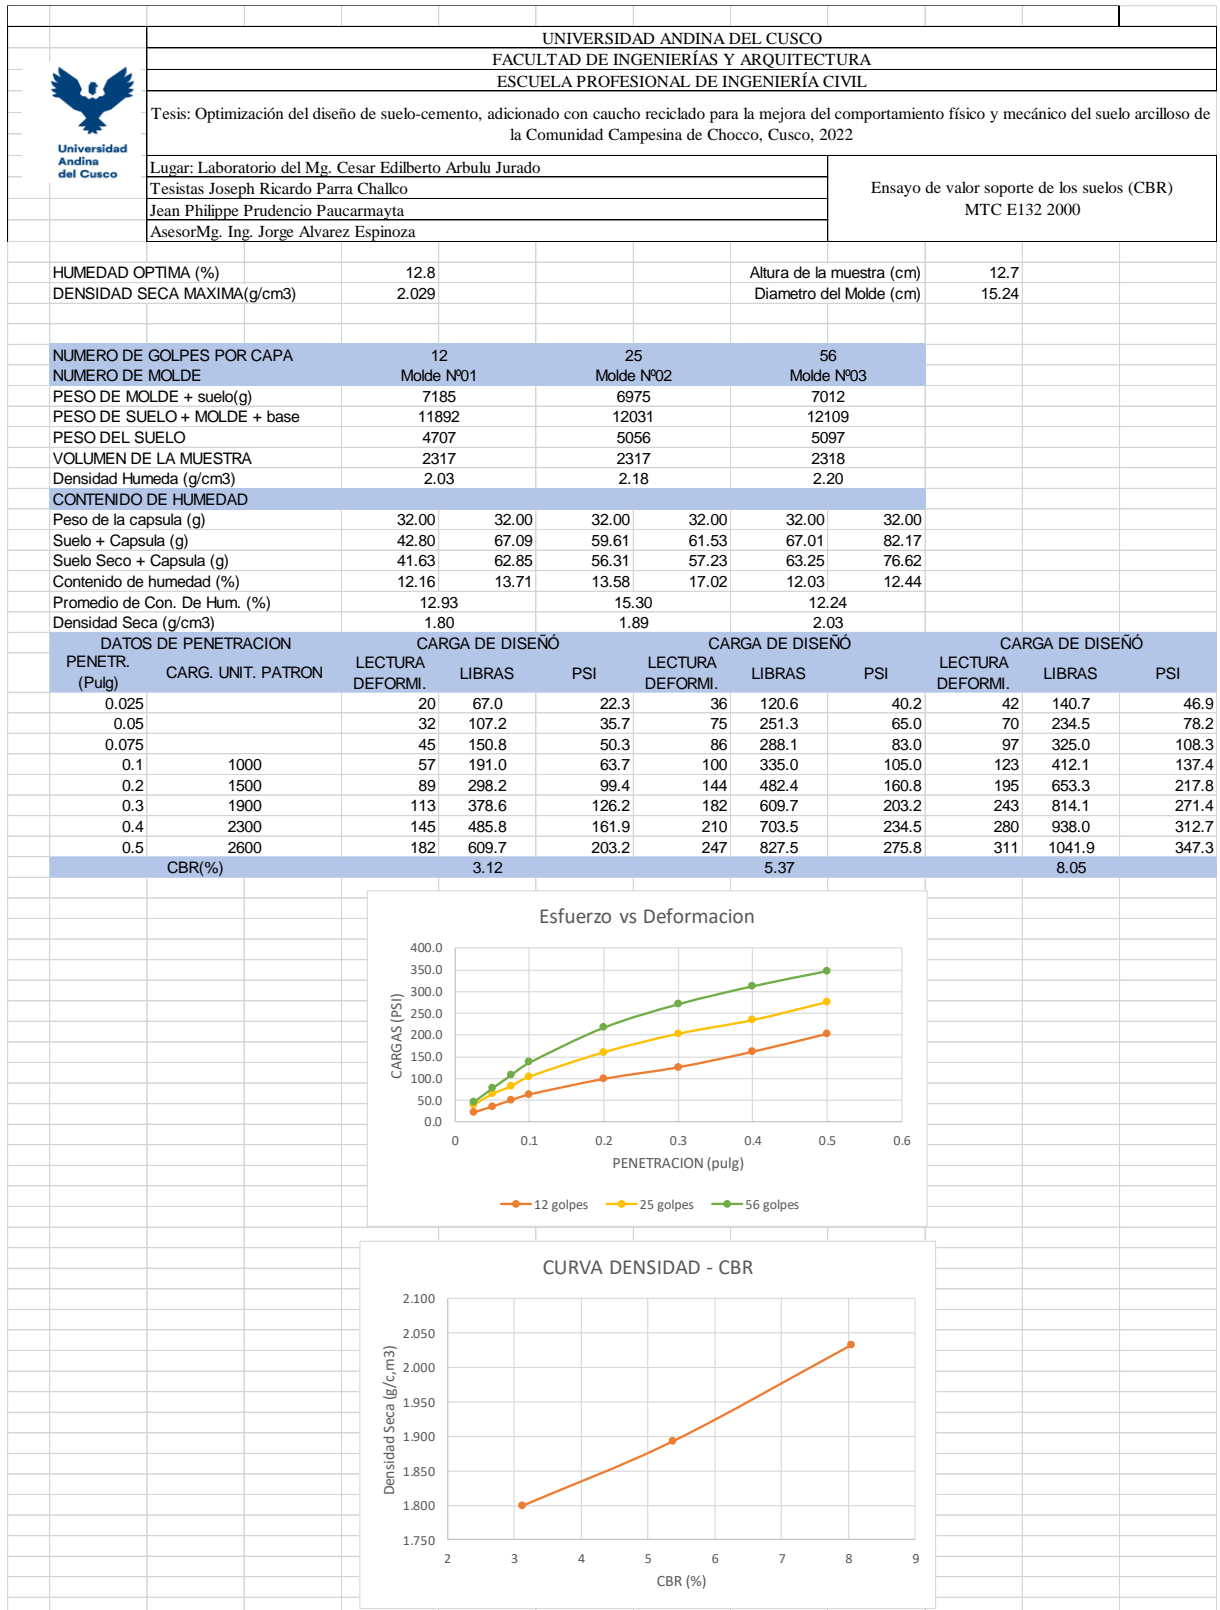 UNIVERSIDAD ANDINA DEL CUSCO
FACULTAD DE INGENIERÍAS Y ARQUITECTURA
ESCUELA PROFESIONAL DE INGENIERÍA CIVIL
Universidad
Andina
del Cusco
Tesis: Optimización del diseño de suelo-cemento, adicionado con caucho reciclado para la mejora del comportamiento físico y mecánico del suelo arcilloso de
la Comunidad Campesina de Chocco, Cusco, 2022
Lugar: Laboratorio del Mg. Cesar Edilberto Arbulu Jurado
Tesistas Joseph Ricardo Parra Challco
Jean Philippe Prudencio Paucarmayta
AsesorMg. Ing. Jorge Alvarez Espinoza
Ensayo de valor soporte de los suelos (CBR)
MTC E132 2000
HUMEDAD OPTIMA (%) 12.8 Altura de la muestra (cm) 12.7
DENSIDAD SECA MAXIMA(g/cm3) 2.029 Diametro del Molde (cm) 15.24
NUMERO DE GOLPES POR CAPA 12 25 56
NUMERO DE MOLDE Molde Nº01 Molde Nº02 Molde Nº03
PESO DE MOLDE + suelo(g) 7185 6975 7012
PESO DE SUELO + MOLDE + base 11892 12031 12109
PESO DEL SUELO 4707 5056 5097
VOLUMEN DE LA MUESTRA 2317 2317 2318
Densidad Humeda (g/cm3) 2.03 2.18 2.20
CONTENIDO DE HUMEDAD
Peso de la capsula (g) 32.00 32.00 32.00 32.00 32.00 32.00
Suelo + Capsula (g) 42.80 67.09 59.61 61.53 67.01 82.17
Suelo Seco + Capsula (g) 41.63 62.85 56.31 57.23 63.25 76.62
Contenido de humedad (%) 12.16 13.71 13.58 17.02 12.03 12.44
Promedio de Con. De Hum. (%) 12.93 15.30 12.24
Densidad Seca (g/cm3) 1.80 1.89 2.03
DATOS DE PENETRACION CARGA DE DISEÑÓ CARGA DE DISEÑÓ CARGA DE DISEÑÓ
PENETR. (Pulg) CARG. UNIT. PATRON LECTURA DEFORMI. LIBRAS PSI LECTURA DEFORMI. LIBRAS PSI LECTURA DEFORMI. LIBRAS PSI
0.025 20 67.0 22.3 36 120.6 40.2 42 140.7 46.9
0.05 32 107.2 35.7 75 251.3 65.0 70 234.5 78.2
0.075 45 150.8 50.3 86 288.1 83.0 97 325.0 108.3
0.1 1000 57 191.0 63.7 100 335.0 105.0 123 412.1 137.4
0.2 1500 89 298.2 99.4 144 482.4 160.8 195 653.3 217.8
0.3 1900 113 378.6 126.2 182 609.7 203.2 243 814.1 271.4
0.4 2300 145 485.8 161.9 210 703.5 234.5 280 938.0 312.7
0.5 2600 182 609.7 203.2 247 827.5 275.8 311 1041.9 347.3
CBR(%) 3.12 5.37 8.05
Esfuerzo vs Deformacion
400.0
350.0
300.0
250.0
200.0
150.0
100.0
50.0
0.0
CARGAS (PSI)
0 0.1 0.2 0.3 0.4 0.5 0.6
PENETRACION (pulg)
12 golpes 25 golpes 56 golpes
CURVA DENSIDAD - CBR
2.100
2.050
2.000
1.950
1.900
1.850
1.800
1.750
Densidad Seca (g/c,m3)
2 3 4 5 6 7 8 9
CBR (%)